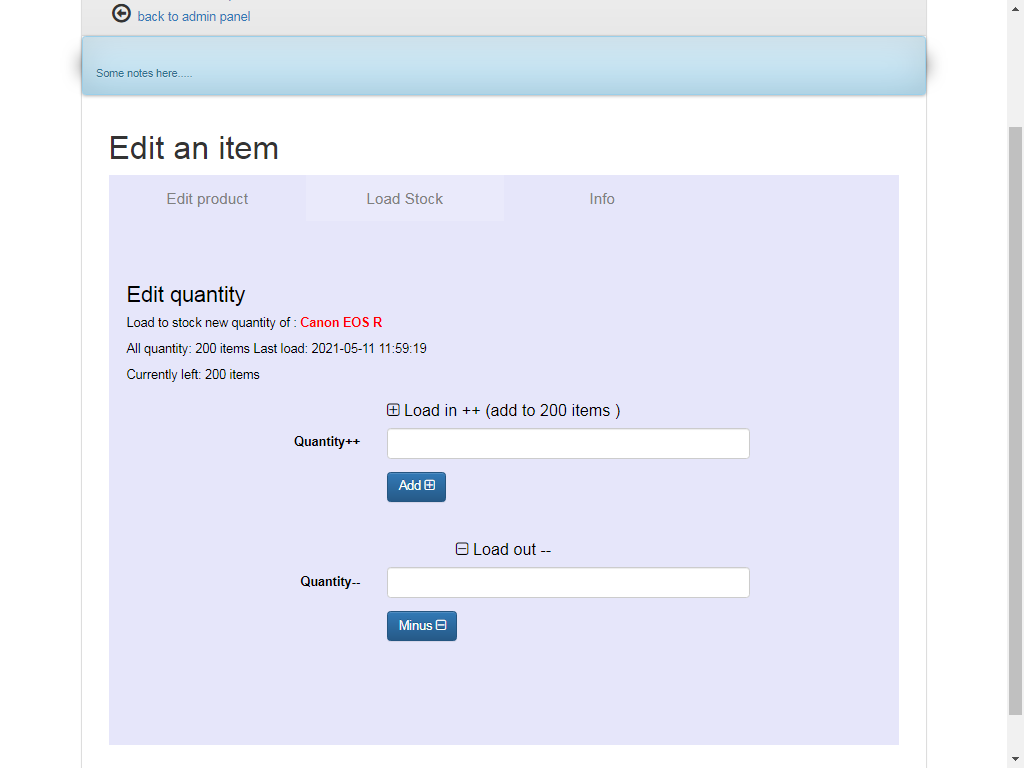 back to admin panel
Some notes here.....
Edit an item
Edit product Load Stock Info
Edit quantity
Load to stock new quantity of : Canon EOS R
All quantity: 200 items Last load: 2021-05-11 11:59:19
Currently left: 200 items
Load in ++ (add to 200 items )
Quantity++
Add
Load out --
Quantity--
Minus